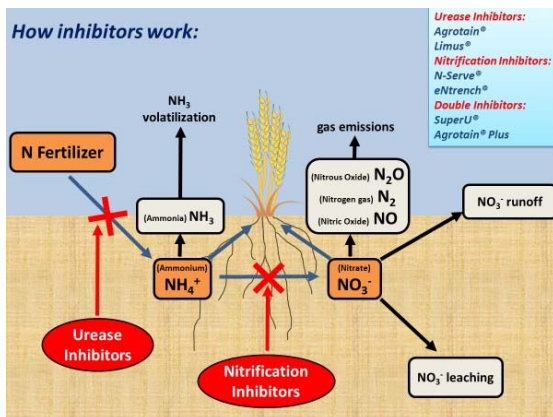 How inhibitors work:
Urease Inhibitors:
Agrotain®
Limus®
Nitrification Inhibitors:
N-Serve®
eNtrench®
Double Inhibitors:
SuperU®
Agrotain® Plus
NH₃
volatilization
gas emissions
N Fertilizer
(Nitrous Oxide) N₂O
(Nitrogen gas) N₂
(Nitric Oxide) NO
NO₃⁻ runoff
(Ammonia) NH₃
(Ammonium)
NH₄⁺
(Nitrate)
NO₃⁻
Urease
Inhibitors
Nitrification
Inhibitors
NO₃⁻ leaching